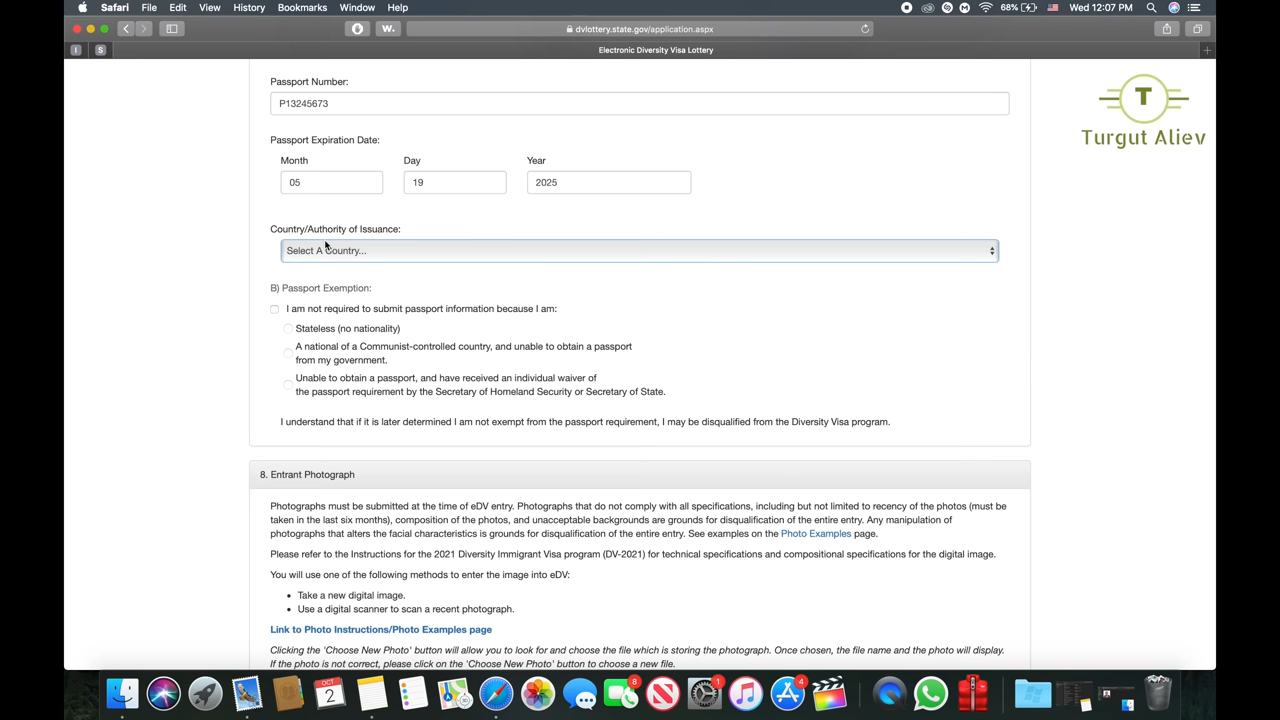 Safari File Edit View History Bookmarks Window Help 68% Wed 12:07 PM
W. dvlottery.state.gov/application.aspx
I S Electronic Diversity Visa Lottery
T
Turgut Aliev
Passport Number:
P13245673
Passport Expiration Date:
Month Day Year
05 19 2025
Country/Authority of Issuance:
Select A Country...
B) Passport Exemption:
I am not required to submit passport information because I am:
Stateless (no nationality)
A national of a Communist-controlled country, and unable to obtain a passport
from my government.
Unable to obtain a passport, and have received an individual waiver of
the passport requirement by the Secretary of Homeland Security or Secretary of State.
I understand that if it is later determined I am not exempt from the passport requirement, I may be disqualified from the Diversity Visa program.
8. Entrant Photograph
Photographs must be submitted at the time of eDV entry. Photographs that do not comply with all specifications, including but not limited to recency of the photos (must be
taken in the last six months), composition of the photos, and unacceptable backgrounds are grounds for disqualification of the entire entry. Any manipulation of
photographs that alters the facial characteristics is grounds for disqualification of the entire entry. See examples on the Photo Examples page.
Please refer to the Instructions for the 2021 Diversity Immigrant Visa program (DV-2021) for technical specifications and compositional specifications for the digital image.
You will use one of the following methods to enter the image into eDV:
• Take a new digital image.
• Use a digital scanner to scan a recent photograph.
Link to Photo Instructions/Photo Examples page
Clicking the 'Choose New Photo' button will allow you to look for and choose the file which is storing the photograph. Once chosen, the file name and the photo will display.
If the photo is not correct, please click on the 'Choose New Photo' button to choose a new file.
OCT
2
8
1
4